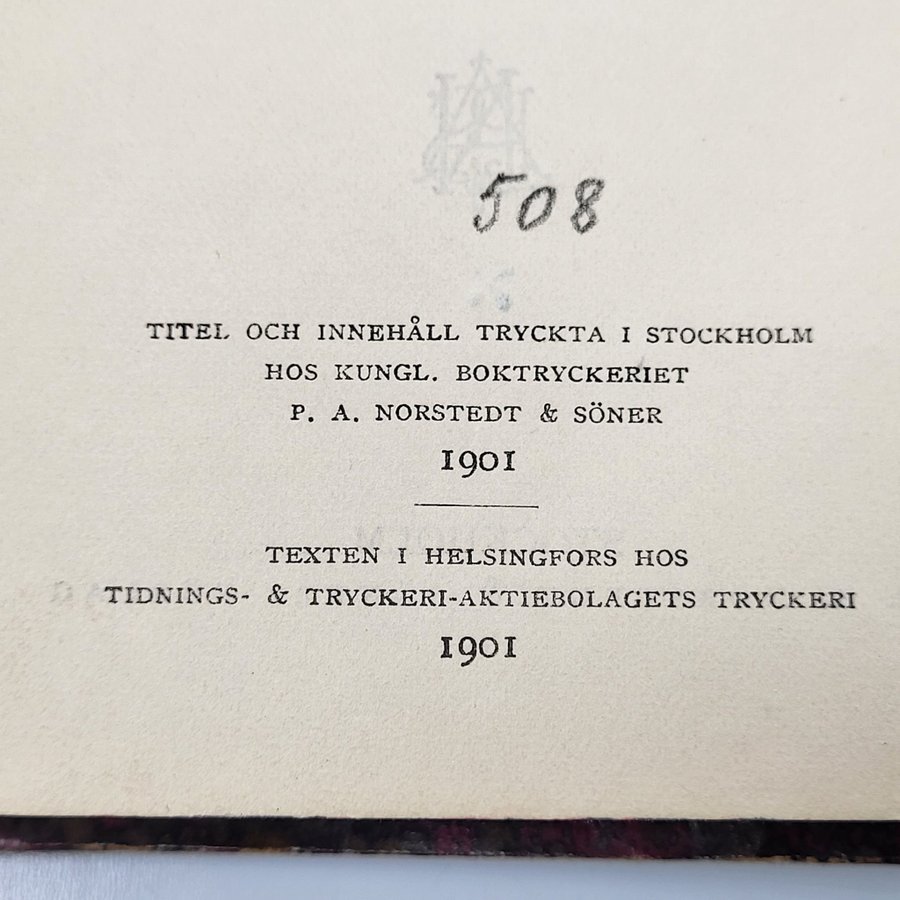 508
TITEL OCH INNEHÅLL TRYCKTA I STOCKHOLM
HOS KUNGL. BOKTRYCKERIET
P. A. NORSTEDT & SÖNER
1901
TEXTEN I HELSINGFORS HOS
TIDNINGS- & TRYCKERI-AKTIEBOLAGETS TRYCKERI
1901